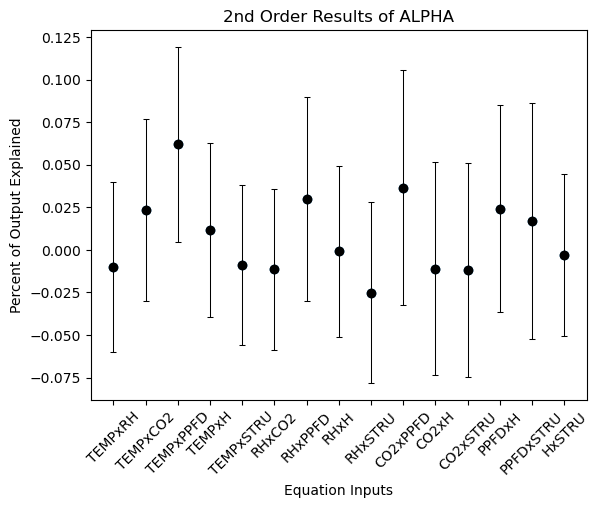 2nd Order Results of ALPHA
Percent of Output Explained
0.125
0.100
0.075
0.050
0.025
0.000
−0.025
−0.050
−0.075
TEMPxRH
TEMPxCO2
TEMPxPPFD
TEMPxH
TEMPxSTRU
RHxCO2
RHxPPFD
RHxH
RHxSTRU
CO2xPPFD
CO2xH
CO2xSTRU
PPFDxH
PPFDxSTRU
HxSTRU
Equation Inputs